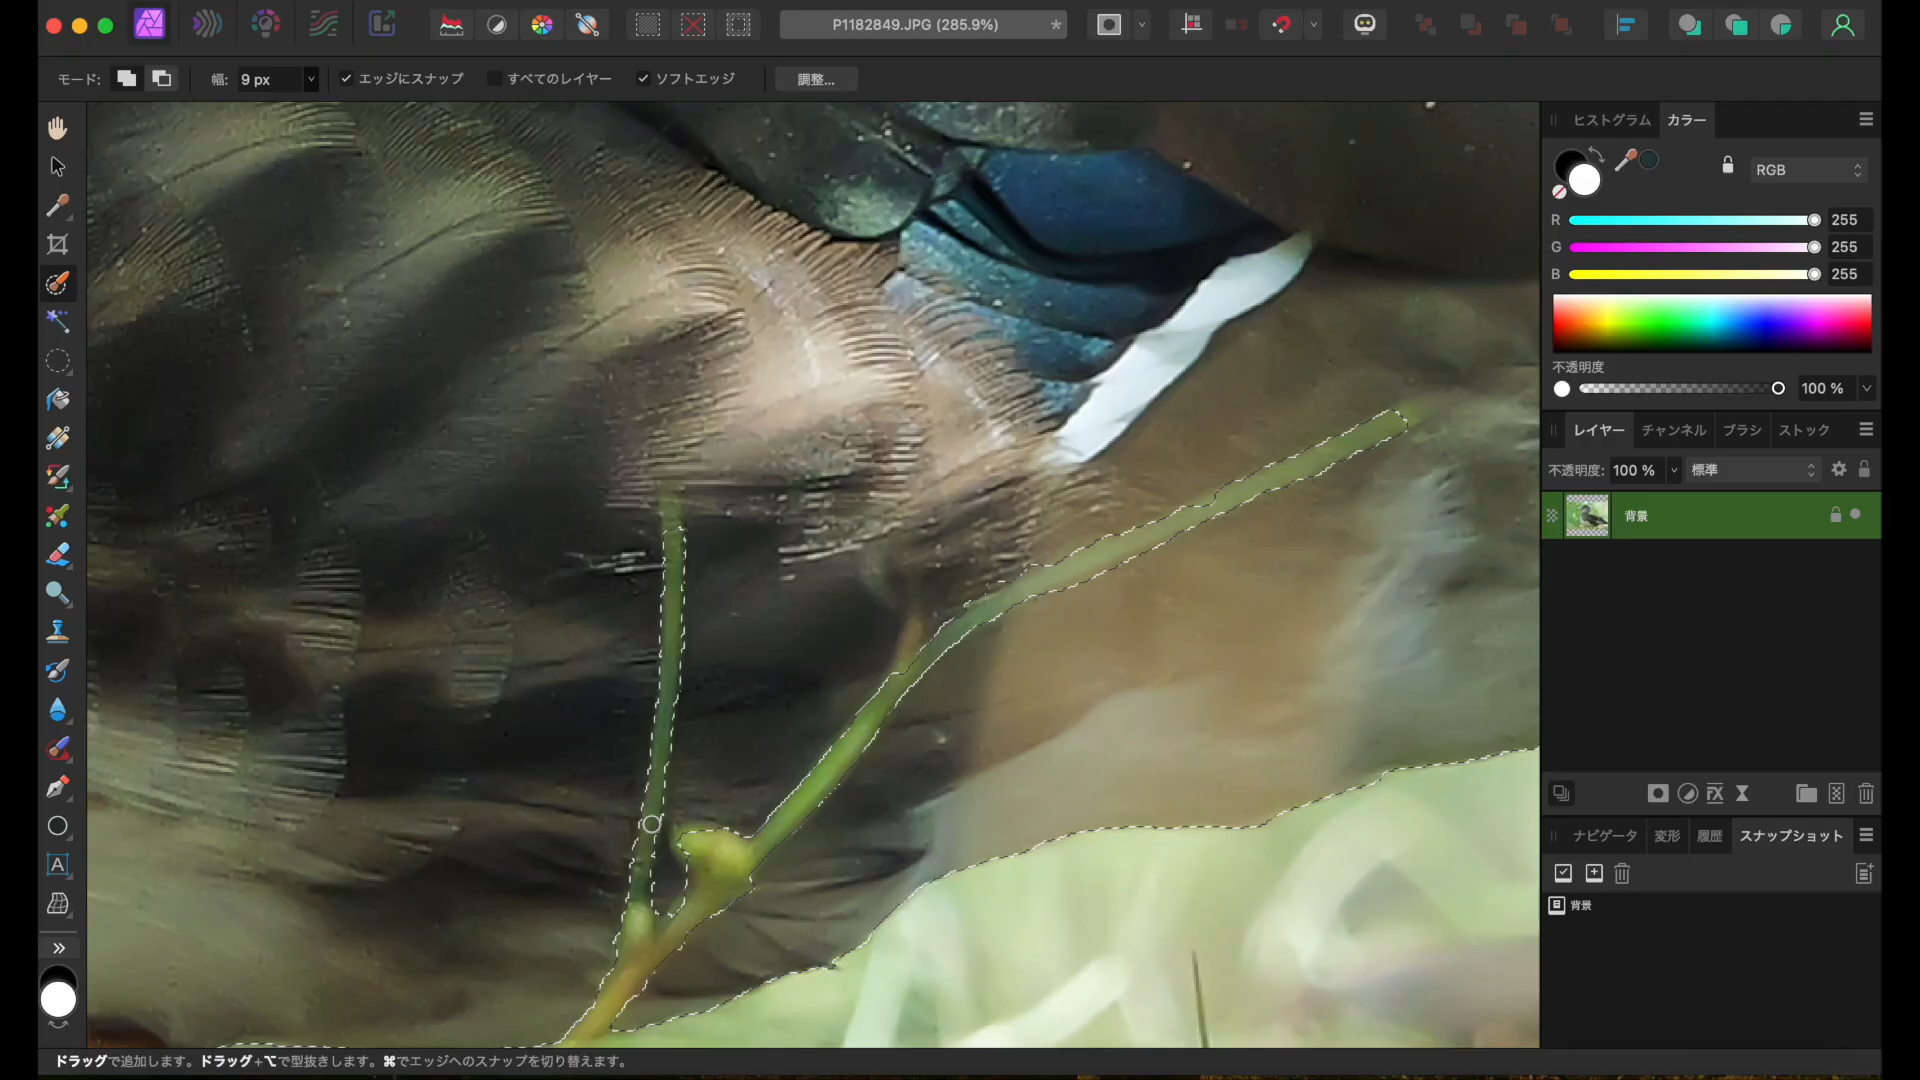 P1182849.JPG (285.9%)
*
モード:
幅: 9 px
エッジにスナップ
すべてのレイヤー
ソフトエッジ
調整...
ヒストグラム
カラー
RGB
R 255
G 255
B 255
不透明度
100 %
レイヤー
チャンネル
ブラシ
ストック
不透明度: 100 %
標準
背景
FX
ナビゲータ
変形
履歴
スナップショット
背景
A
ドラッグで追加します。ドラッグ+⌥で型抜きします。⌘でエッジへのスナップを切り替えます。